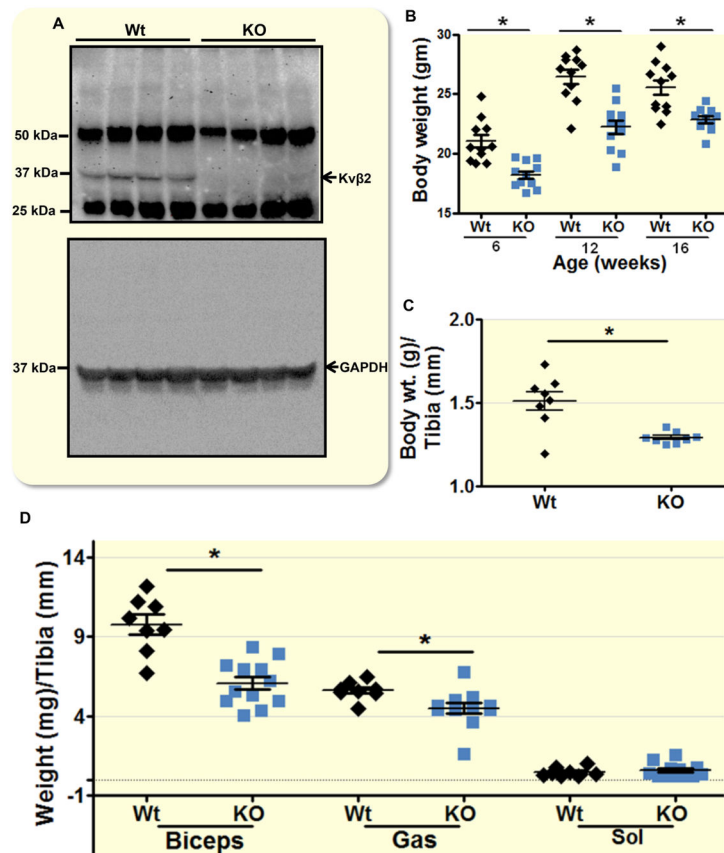 A
Wt KO
50 kDa
37 kDa
Kvβ2
25 kDa
37 kDa
GAPDH
B
Body weight (gm)
* * *
30
25
20
15
Wt KO Wt KO Wt KO
6 12 16
Age (weeks)
C
Body wt. (g)/
Tibia (mm)
*
2.0
1.5
1.0
Wt KO
D
Weight (mg)/Tibia (mm)
* *
14
9
4
-1
Wt KO Wt KO Wt KO
Biceps Gas Sol